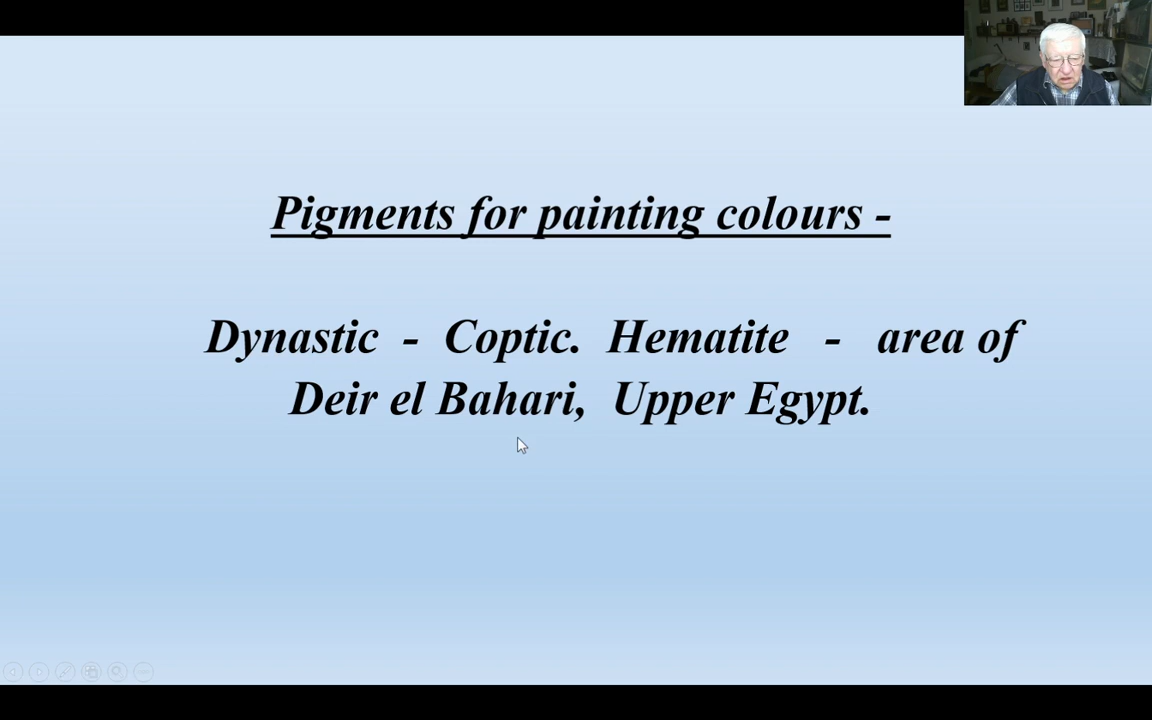 Pigments for painting colours -
Dynastic - Coptic. Hematite - area of
Deir el Bahari, Upper Egypt.